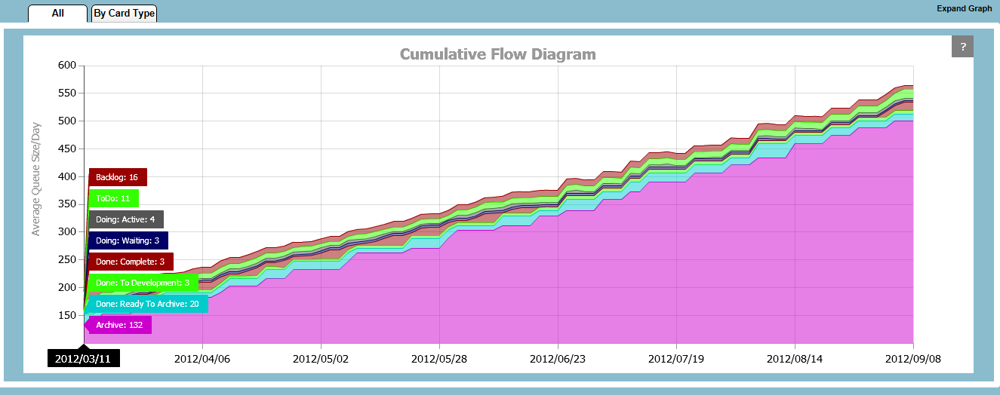 All
By Card Type
Expand Graph
?
Cumulative Flow Diagram
Average Queue Size/Day
600
550
500
450
400
350
300
250
200
150
Backlog: 16
ToDo: 11
Doing: Active: 4
Doing: Waiting: 3
Done: Complete: 3
Done: To Development: 3
Done: Ready To Archive: 20
Archive: 132
2012/03/11
2012/04/06
2012/05/02
2012/05/28
2012/06/23
2012/07/19
2012/08/14
2012/09/08